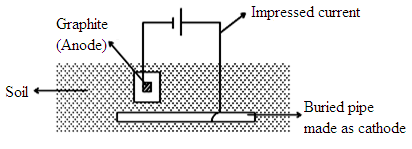 Impressed current
Graphite
(Anode)
Soil
Buried pipe
made as cathode